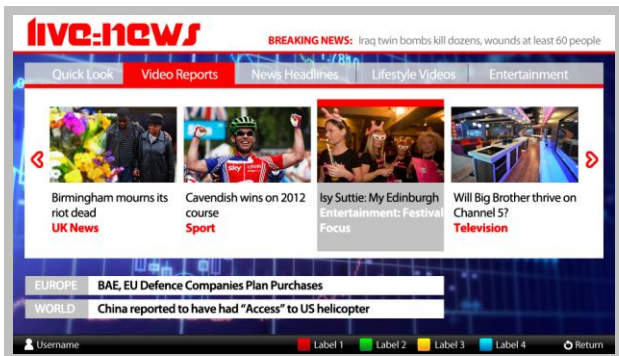 live:news
BREAKING NEWS: Iraq twin bombs kill dozens, wounds at least 60 people
Quick Look Video Reports News Headlines Lifestyle Videos Entertainment
Birmingham mourns its
riot dead
UK News
Cavendish wins on 2012
course
Sport
Isy Suttie: My Edinburgh
Entertainment: Festival
Focus
Will Big Brother thrive on
Channel 5?
Television
EUROPE BAE, EU Defence Companies Plan Purchases
WORLD China reported to have had “Access” to US helicopter
Username Label 1 Label 2 Label 3 Label 4 Return